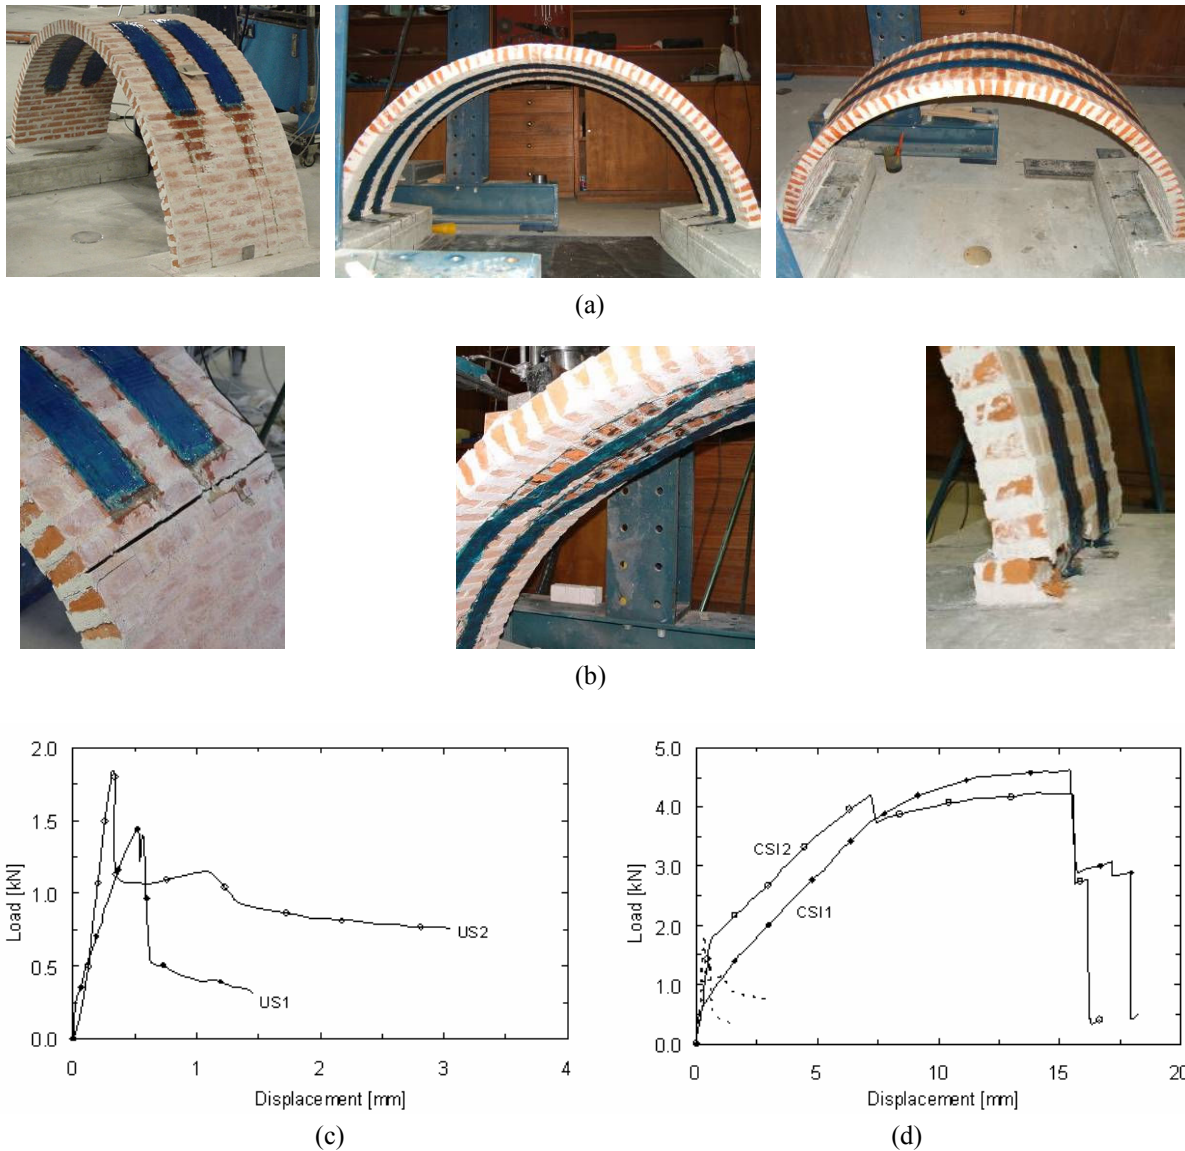 (a)
(b)
2.0
1.5
1.0
0.5
0.0
Load [kN]
US2
US1
0 1 2 3 4
Displacement [mm]
(c)
5.0
4.0
3.0
2.0
1.0
0.0
Load [kN]
CSI2
CSI1
0 5 10 15 20
Displacement [mm]
(d)